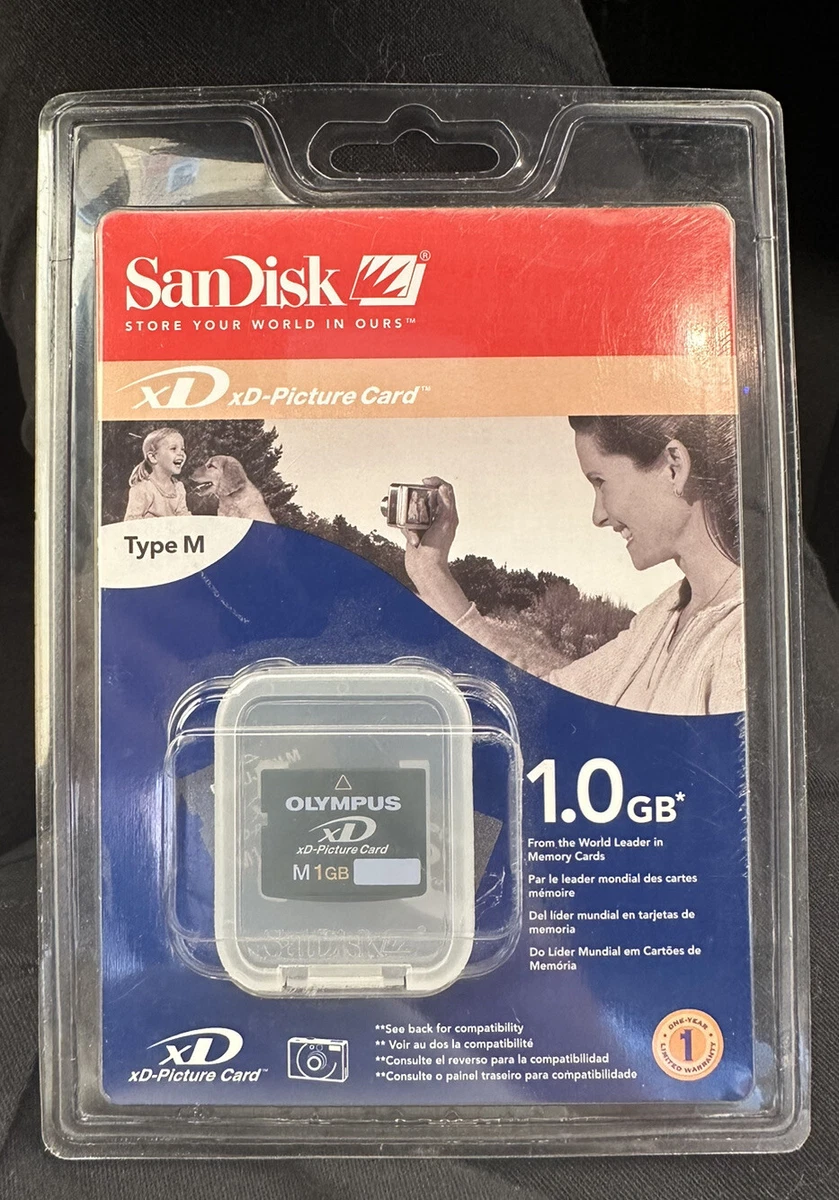 SanDisk®
STORE YOUR WORLD IN OURS™
xD xD-Picture Card™
Type M
OLYMPUS
xD
xD-Picture Card
M 1GB
SanDisk
1.0GB*
From the World Leader in
Memory Cards
Par le leader mondial des cartes
mémoire
Del líder mundial en tarjetas de
memoria
Do Líder Mundial em Cartões de
Memória
xD
xD-Picture Card™
**See back for compatibility
** Voir au dos la compatibilité
**Consulte el reverso para la compatibilidad
**Consulte o painel traseiro para compatibilidade
ONE-YEAR
1
LIMITED WARRANTY